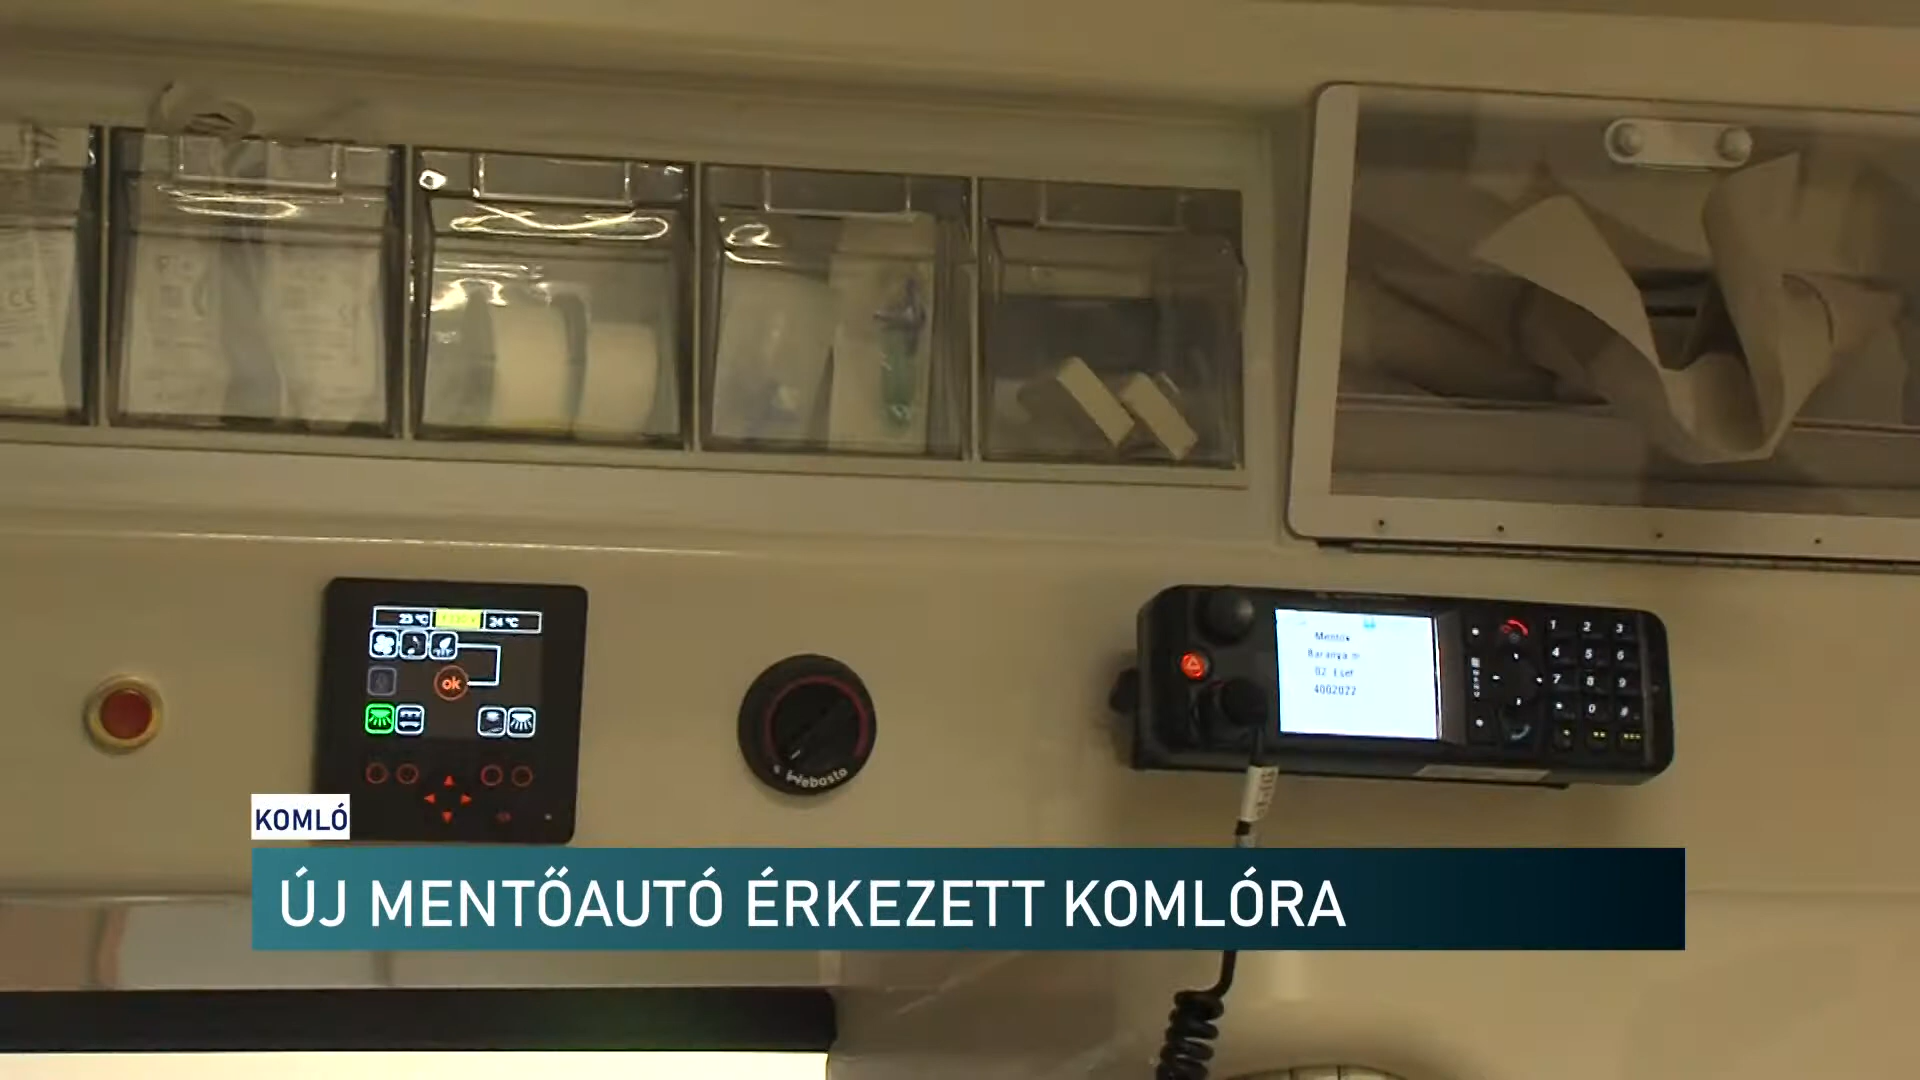 23 °C
24 °C
ok
Webasto
Mentők
Baranya m
4002022
1 2 3
4 5 6
7 8 9
* 0 #
KOMLÓ
ÚJ MENTŐAUTÓ ÉRKEZETT KOMLÓRA